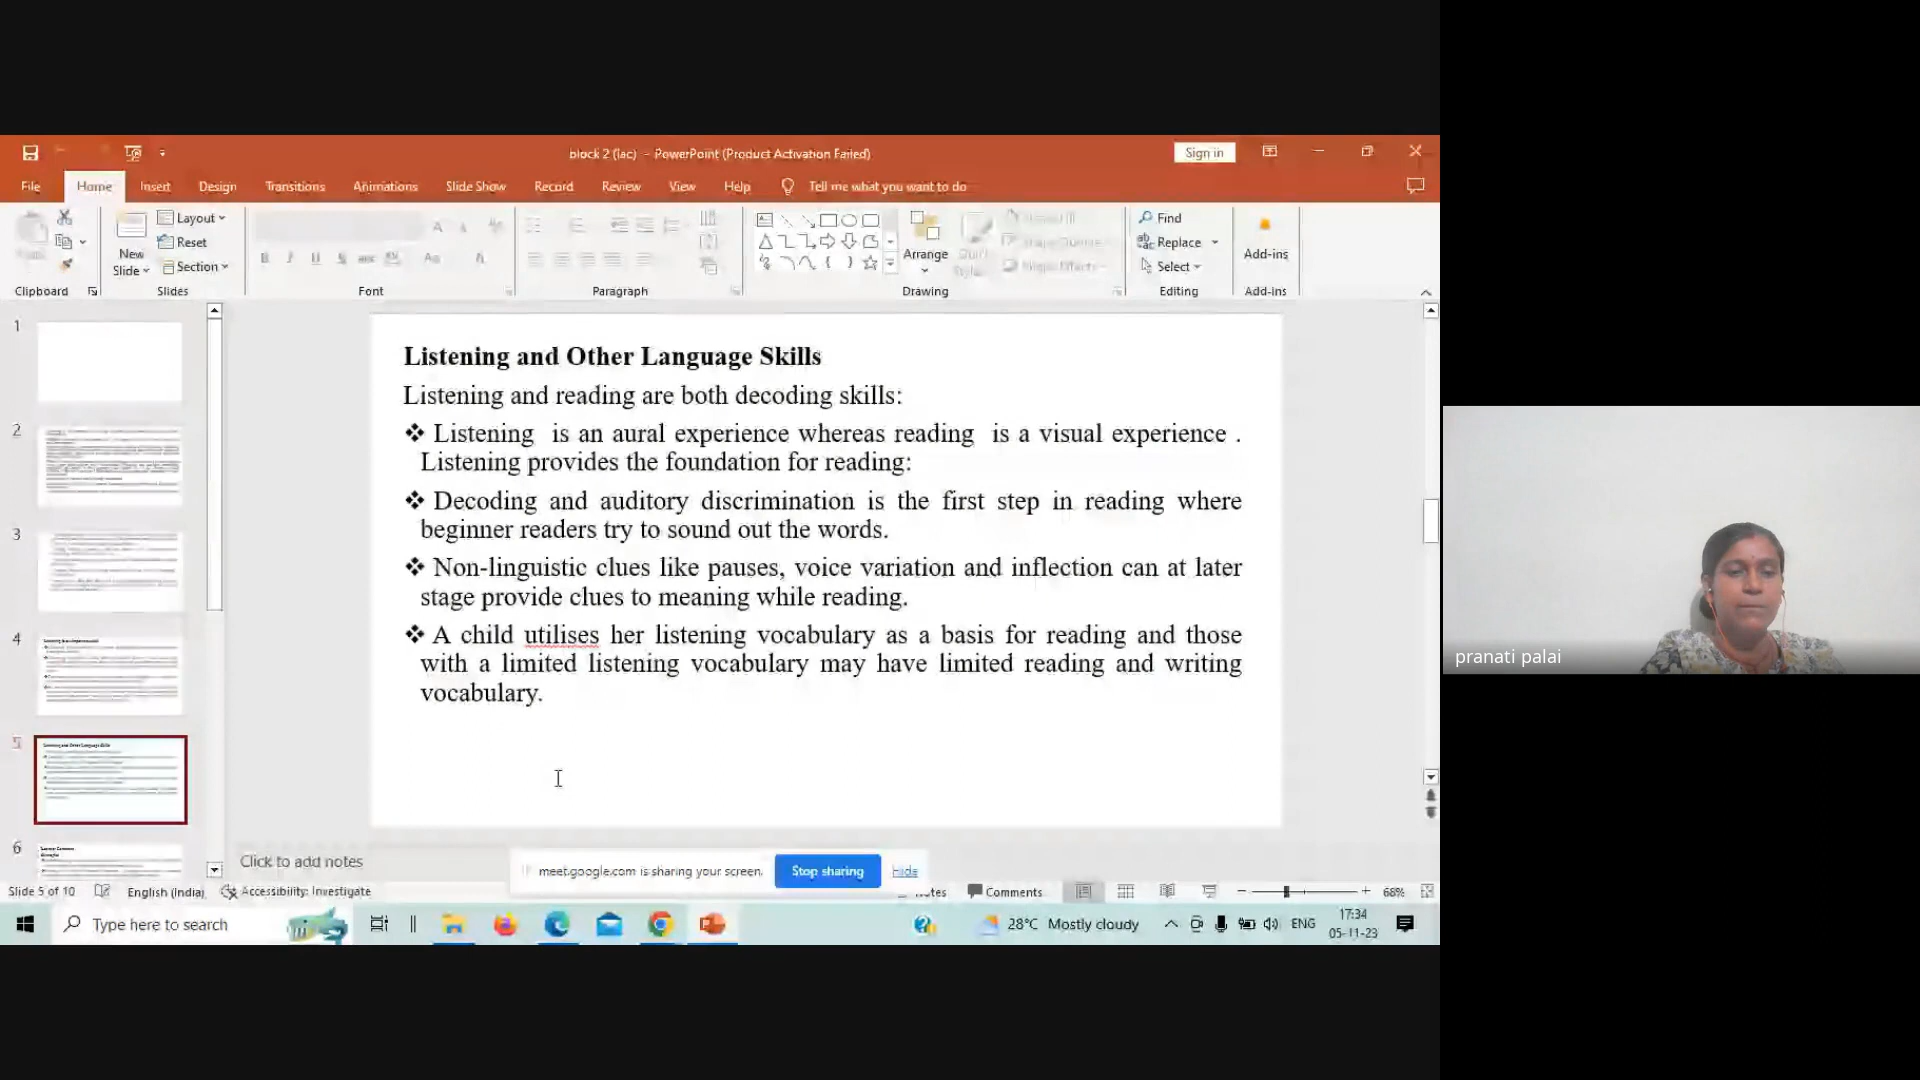 block 2 (lac) - PowerPoint (Product Activation Failed)
Sign in
File Home Insert Design Transitions Animations Slide Show Record Review View Help Tell me what you want to do
New Slide
Layout
Reset
Section
Arrange
Find
Replace
Select
Add-ins
Clipboard Slides Font Paragraph Drawing Editing Add-ins
1
2
3
4
5
6
Listening and Other Language Skills
Listening and reading are both decoding skills:
❖ Listening is an aural experience whereas reading is a visual experience .
Listening provides the foundation for reading:
❖ Decoding and auditory discrimination is the first step in reading where
beginner readers try to sound out the words.
❖ Non-linguistic clues like pauses, voice variation and inflection can at later
stage provide clues to meaning while reading.
❖ A child utilises her listening vocabulary as a basis for reading and those
with a limited listening vocabulary may have limited reading and writing
vocabulary.
pranati palai
Click to add notes
meet.google.com is sharing your screen. Stop sharing Hide
Slide 5 of 10 English (India) Accessibility: Investigate Comments 68%
Type here to search
28°C Mostly cloudy
ENG
17:34
05-11-23